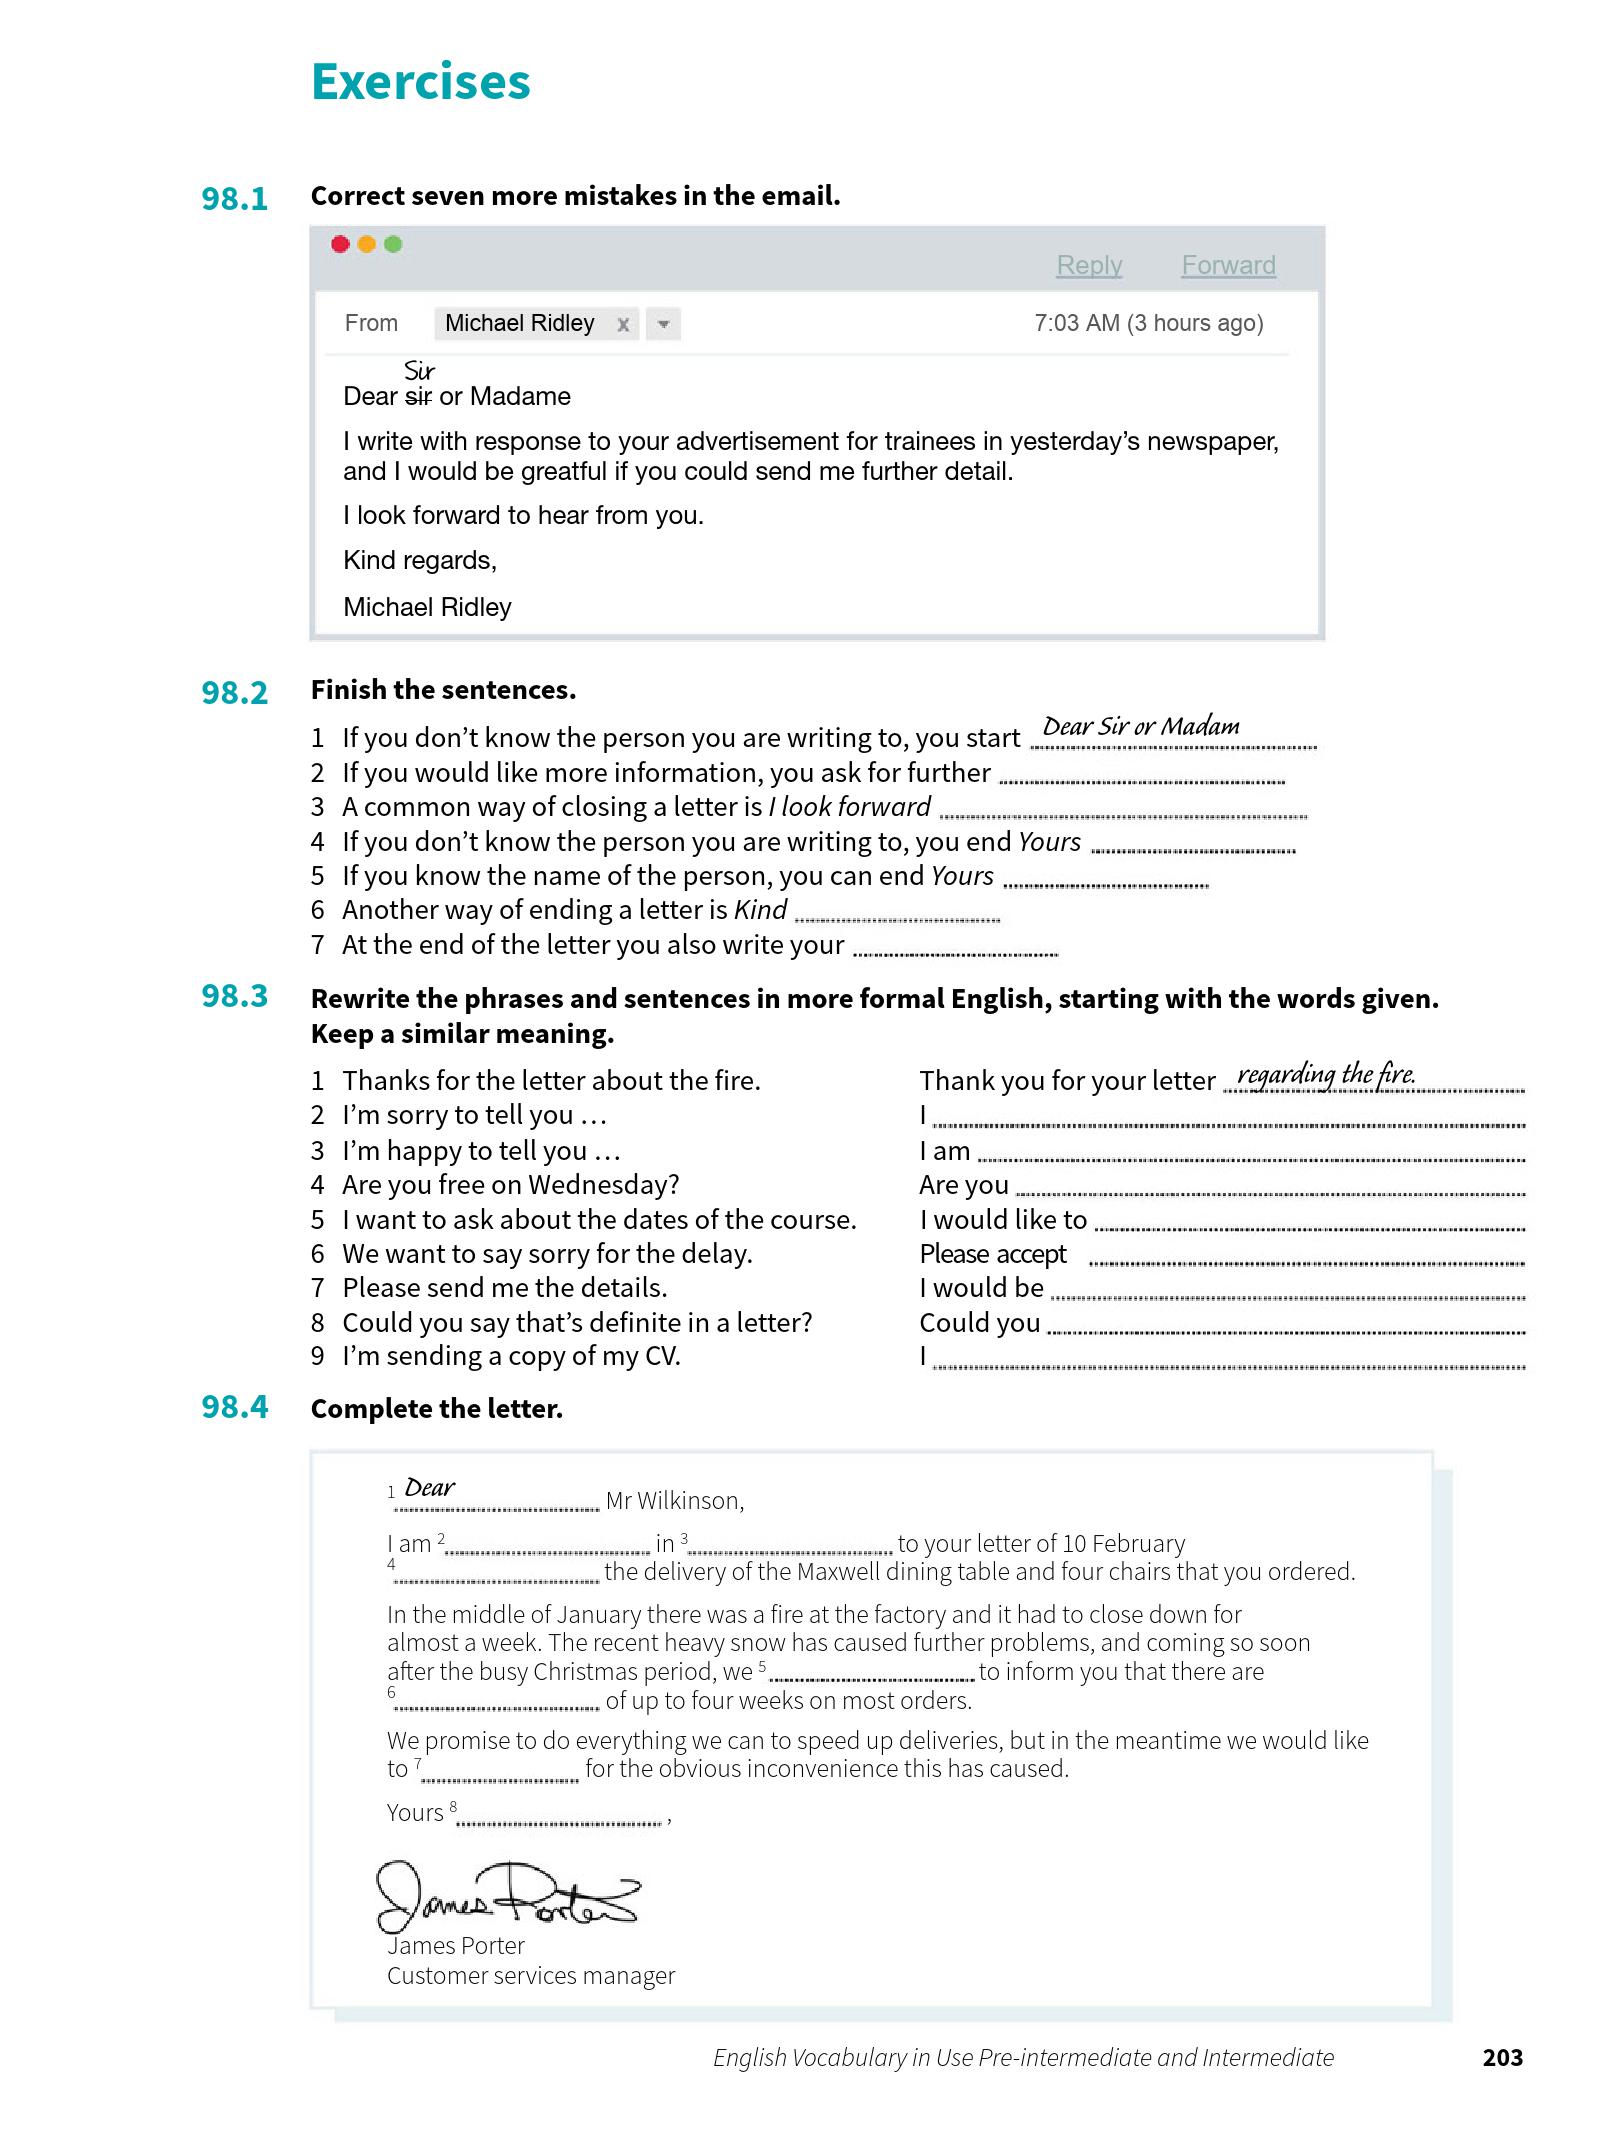 Exercises
98.1 Correct seven more mistakes in the email.
Reply Forward
From Michael Ridley x 7:03 AM (3 hours ago)
Sir
Dear sir or Madame
I write with response to your advertisement for trainees in yesterday’s newspaper,
and I would be greatful if you could send me further detail.
I look forward to hear from you.
Kind regards,
Michael Ridley
98.2 Finish the sentences.
1 If you don’t know the person you are writing to, you start Dear Sir or Madam
2 If you would like more information, you ask for further
3 A common way of closing a letter is I look forward
4 If you don’t know the person you are writing to, you end Yours
5 If you know the name of the person, you can end Yours
6 Another way of ending a letter is Kind
7 At the end of the letter you also write your
98.3 Rewrite the phrases and sentences in more formal English, starting with the words given.
Keep a similar meaning.
1 Thanks for the letter about the fire. Thank you for your letter regarding the fire.
2 I’m sorry to tell you … I
3 I’m happy to tell you … I am
4 Are you free on Wednesday? Are you
5 I want to ask about the dates of the course. I would like to
6 We want to say sorry for the delay. Please accept
7 Please send me the details. I would be
8 Could you say that’s definite in a letter? Could you
9 I’m sending a copy of my CV. I
98.4 Complete the letter.
1 Dear Mr Wilkinson,
I am 2 in 3 to your letter of 10 February
4 the delivery of the Maxwell dining table and four chairs that you ordered.
In the middle of January there was a fire at the factory and it had to close down for
almost a week. The recent heavy snow has caused further problems, and coming so soon
after the busy Christmas period, we 5 to inform you that there are
6 of up to four weeks on most orders.
We promise to do everything we can to speed up deliveries, but in the meantime we would like
to 7 for the obvious inconvenience this has caused.
Yours 8 ,
James Porter
James Porter
Customer services manager
English Vocabulary in Use Pre-intermediate and Intermediate 203